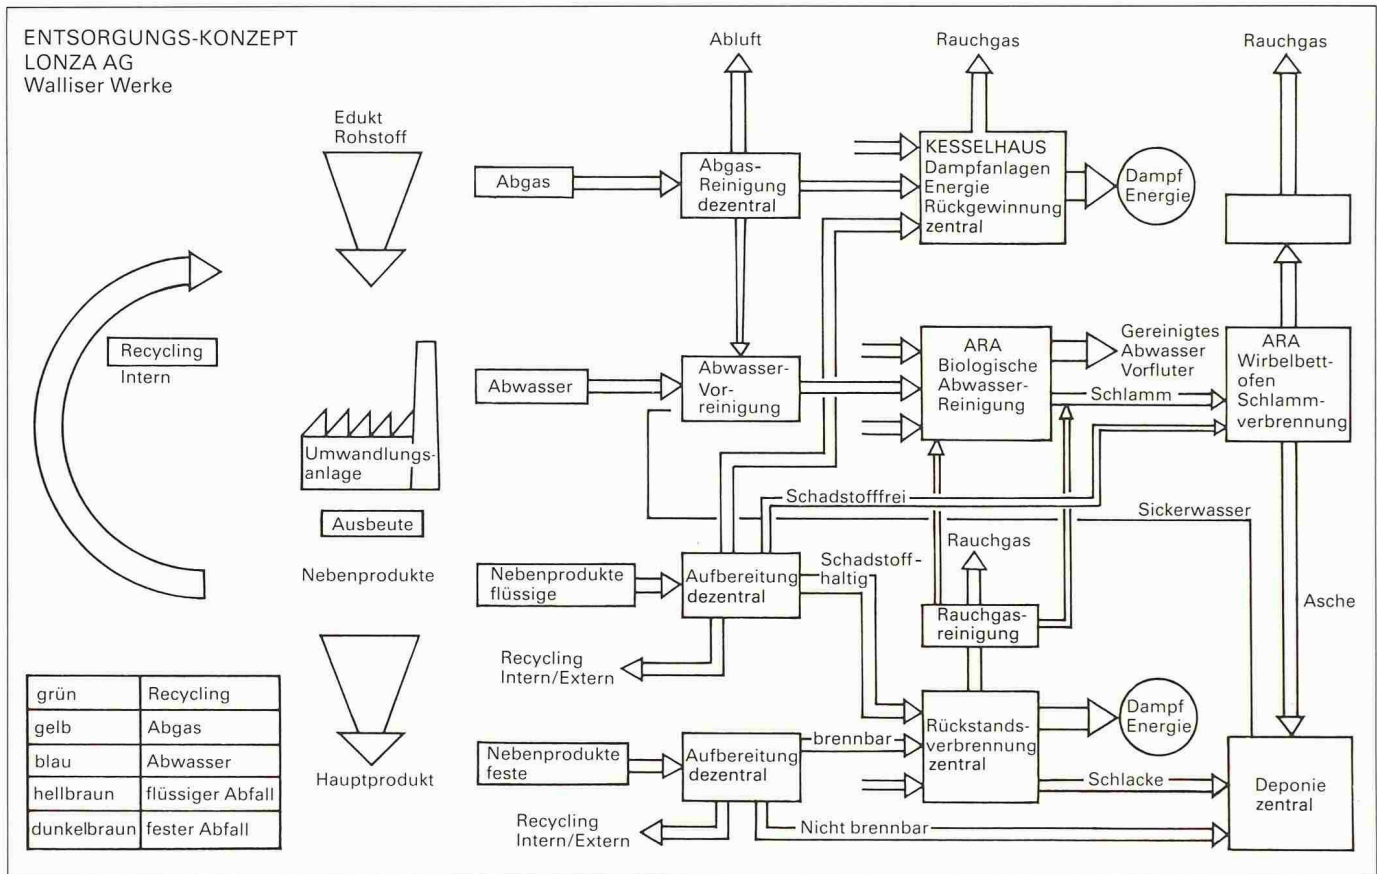 ENTSORGUNGS-KONZEPT
LONZA AG
Walliser Werke
Edukt
Rohstoff
Recycling
Intern
Umwandlungs-
anlage
Ausbeute
Nebenprodukte
Hauptprodukt
grün Recycling
gelb Abgas
blau Abwasser
hellbraun flüssiger Abfall
dunkelbraun fester Abfall
Abluft
Rauchgas
Rauchgas
Abgas
Abgas-
Reinigung
dezentral
KESSELHAUS
Dampfanlagen
Energie
Rückgewinnung
zentral
Dampf
Energie
Abwasser
Abwasser-
Vor-
reinigung
ARA
Biologische
Abwasser-
Reinigung
Gereinigtes
Abwasser
Vorfluter
Schlamm
ARA
Wirbelbett-
ofen
Schlamm-
verbrennung
Schadstofffrei
Sickerwasser
Nebenprodukte
flüssige
Aufbereitung
dezentral
Schadstoff-
haltig
Rauchgas
Rauchgas-
reinigung
Asche
Recycling
Intern/Extern
Nebenprodukte
feste
Aufbereitung
dezentral
brennbar
Rückstands-
verbrennung
zentral
Dampf
Energie
Schlacke
Deponie
zentral
Recycling
Intern/Extern
Nicht brennbar